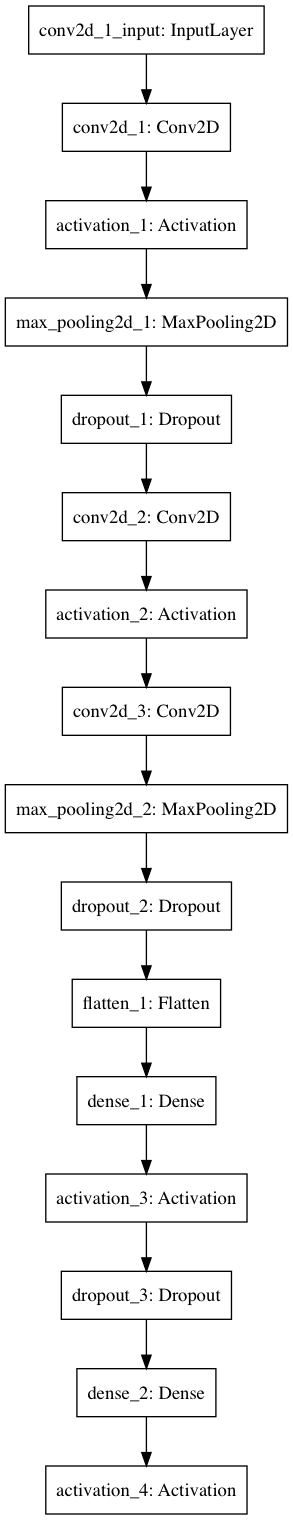 conv2d_1_input: InputLayer
conv2d_1: Conv2D
activation_1: Activation
max_pooling2d_1: MaxPooling2D
dropout_1: Dropout
conv2d_2: Conv2D
activation_2: Activation
conv2d_3: Conv2D
max_pooling2d_2: MaxPooling2D
dropout_2: Dropout
flatten_1: Flatten
dense_1: Dense
activation_3: Activation
dropout_3: Dropout
dense_2: Dense
activation_4: Activation